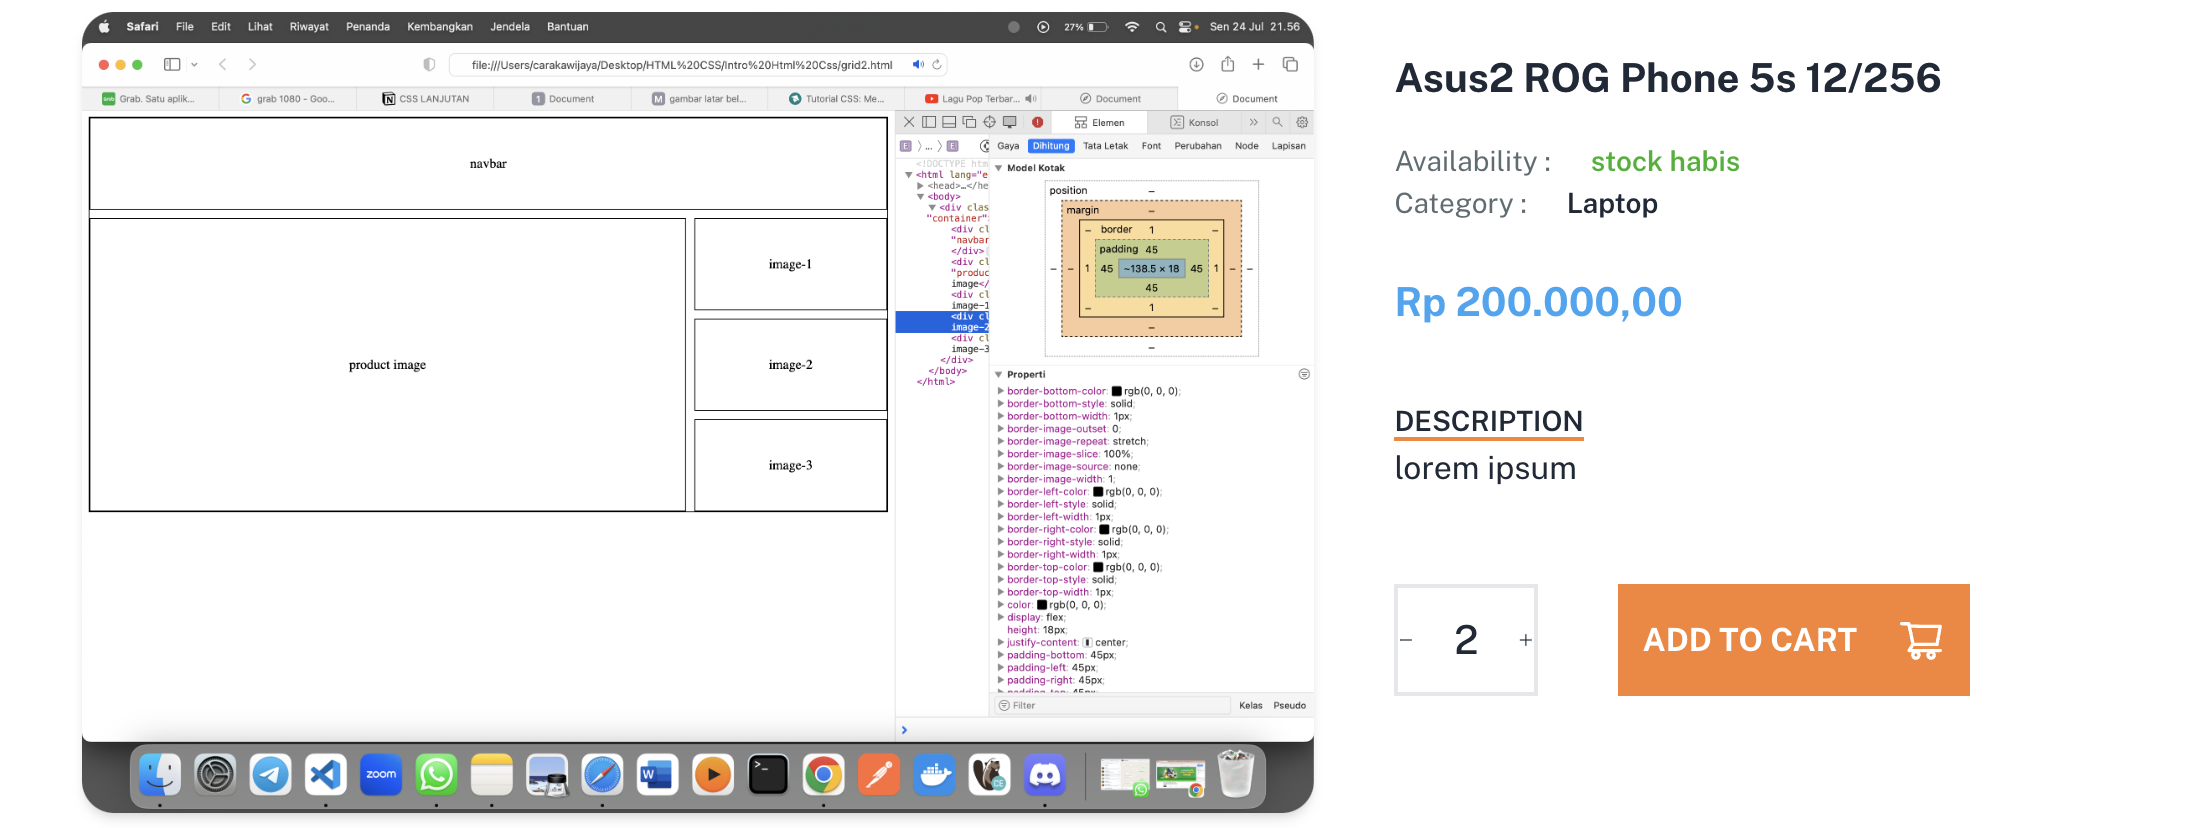 Safari File Edit Lihat Riwayat Penanda Kembangkan Jendela Bantuan 27% Sen 24 Jul 21.56
file:///Users/carakawijaya/Desktop/HTML%20CSS/Intro%20Html%20Css/grid2.html
Grab. Satu aplik... grab 1080 - Goo... CSS LANJUTAN Document gambar latar bel... Tutorial CSS: Me... Lagu Pop Terbar... Document Document
navbar
product image
image-1
image-2
image-3
Elemen Konsol
Gaya Dihitung Tata Letak Font Perubahan Node Lapisan
<!DOCTYPE htm
<html lang="e
<head>…</he
<body>
<div clas
"container"
<div cl
"navbar
</div>
<div cl
"produc
image</
<div cl
image-1
<div cl
image-2
<div cl
image-3
</div>
</body>
</html>
Model Kotak
position –
margin –
– border 1 –
padding 45
– – 1 45 ~138.5 × 18 45 1 – –
45
– 1 –
–
–
Properti
border-bottom-color: rgb(0, 0, 0);
border-bottom-style: solid;
border-bottom-width: 1px;
border-image-outset: 0;
border-image-repeat: stretch;
border-image-slice: 100%;
border-image-source: none;
border-image-width: 1;
border-left-color: rgb(0, 0, 0);
border-left-style: solid;
border-left-width: 1px;
border-right-color: rgb(0, 0, 0);
border-right-style: solid;
border-right-width: 1px;
border-top-color: rgb(0, 0, 0);
border-top-style: solid;
border-top-width: 1px;
color: rgb(0, 0, 0);
display: flex;
height: 18px;
justify-content: center;
padding-bottom: 45px;
padding-left: 45px;
padding-right: 45px;
padding-top: 45px;
Filter Kelas Pseudo
zoom
Asus2 ROG Phone 5s 12/256
Availability : stock habis
Category : Laptop
Rp 200.000,00
DESCRIPTION
lorem ipsum
− 2 +
ADD TO CART